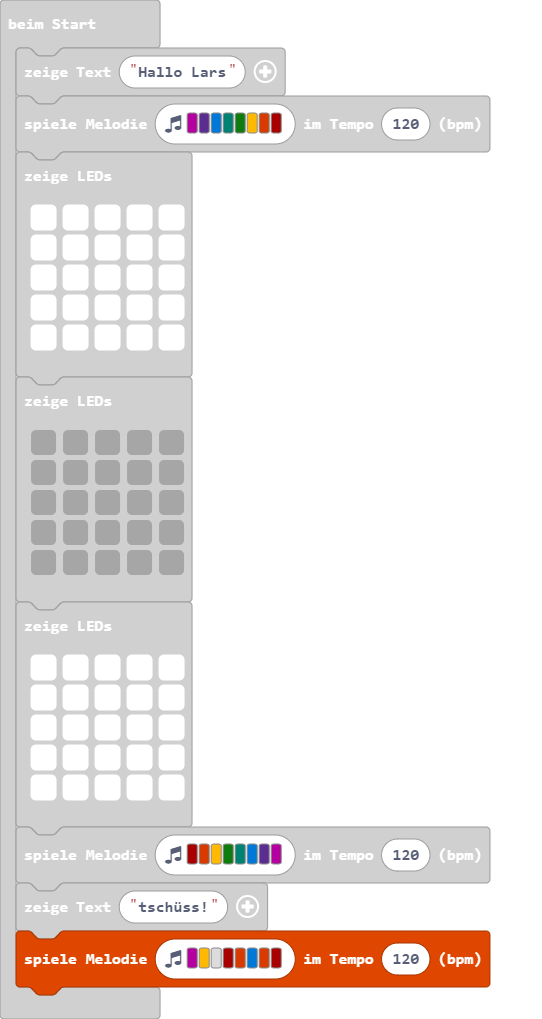 beim Start
zeige Text "Hallo Lars"
spiele Melodie im Tempo 120 (bpm)
zeige LEDs
zeige LEDs
zeige LEDs
spiele Melodie im Tempo 120 (bpm)
zeige Text "tschüss!"
spiele Melodie im Tempo 120 (bpm)